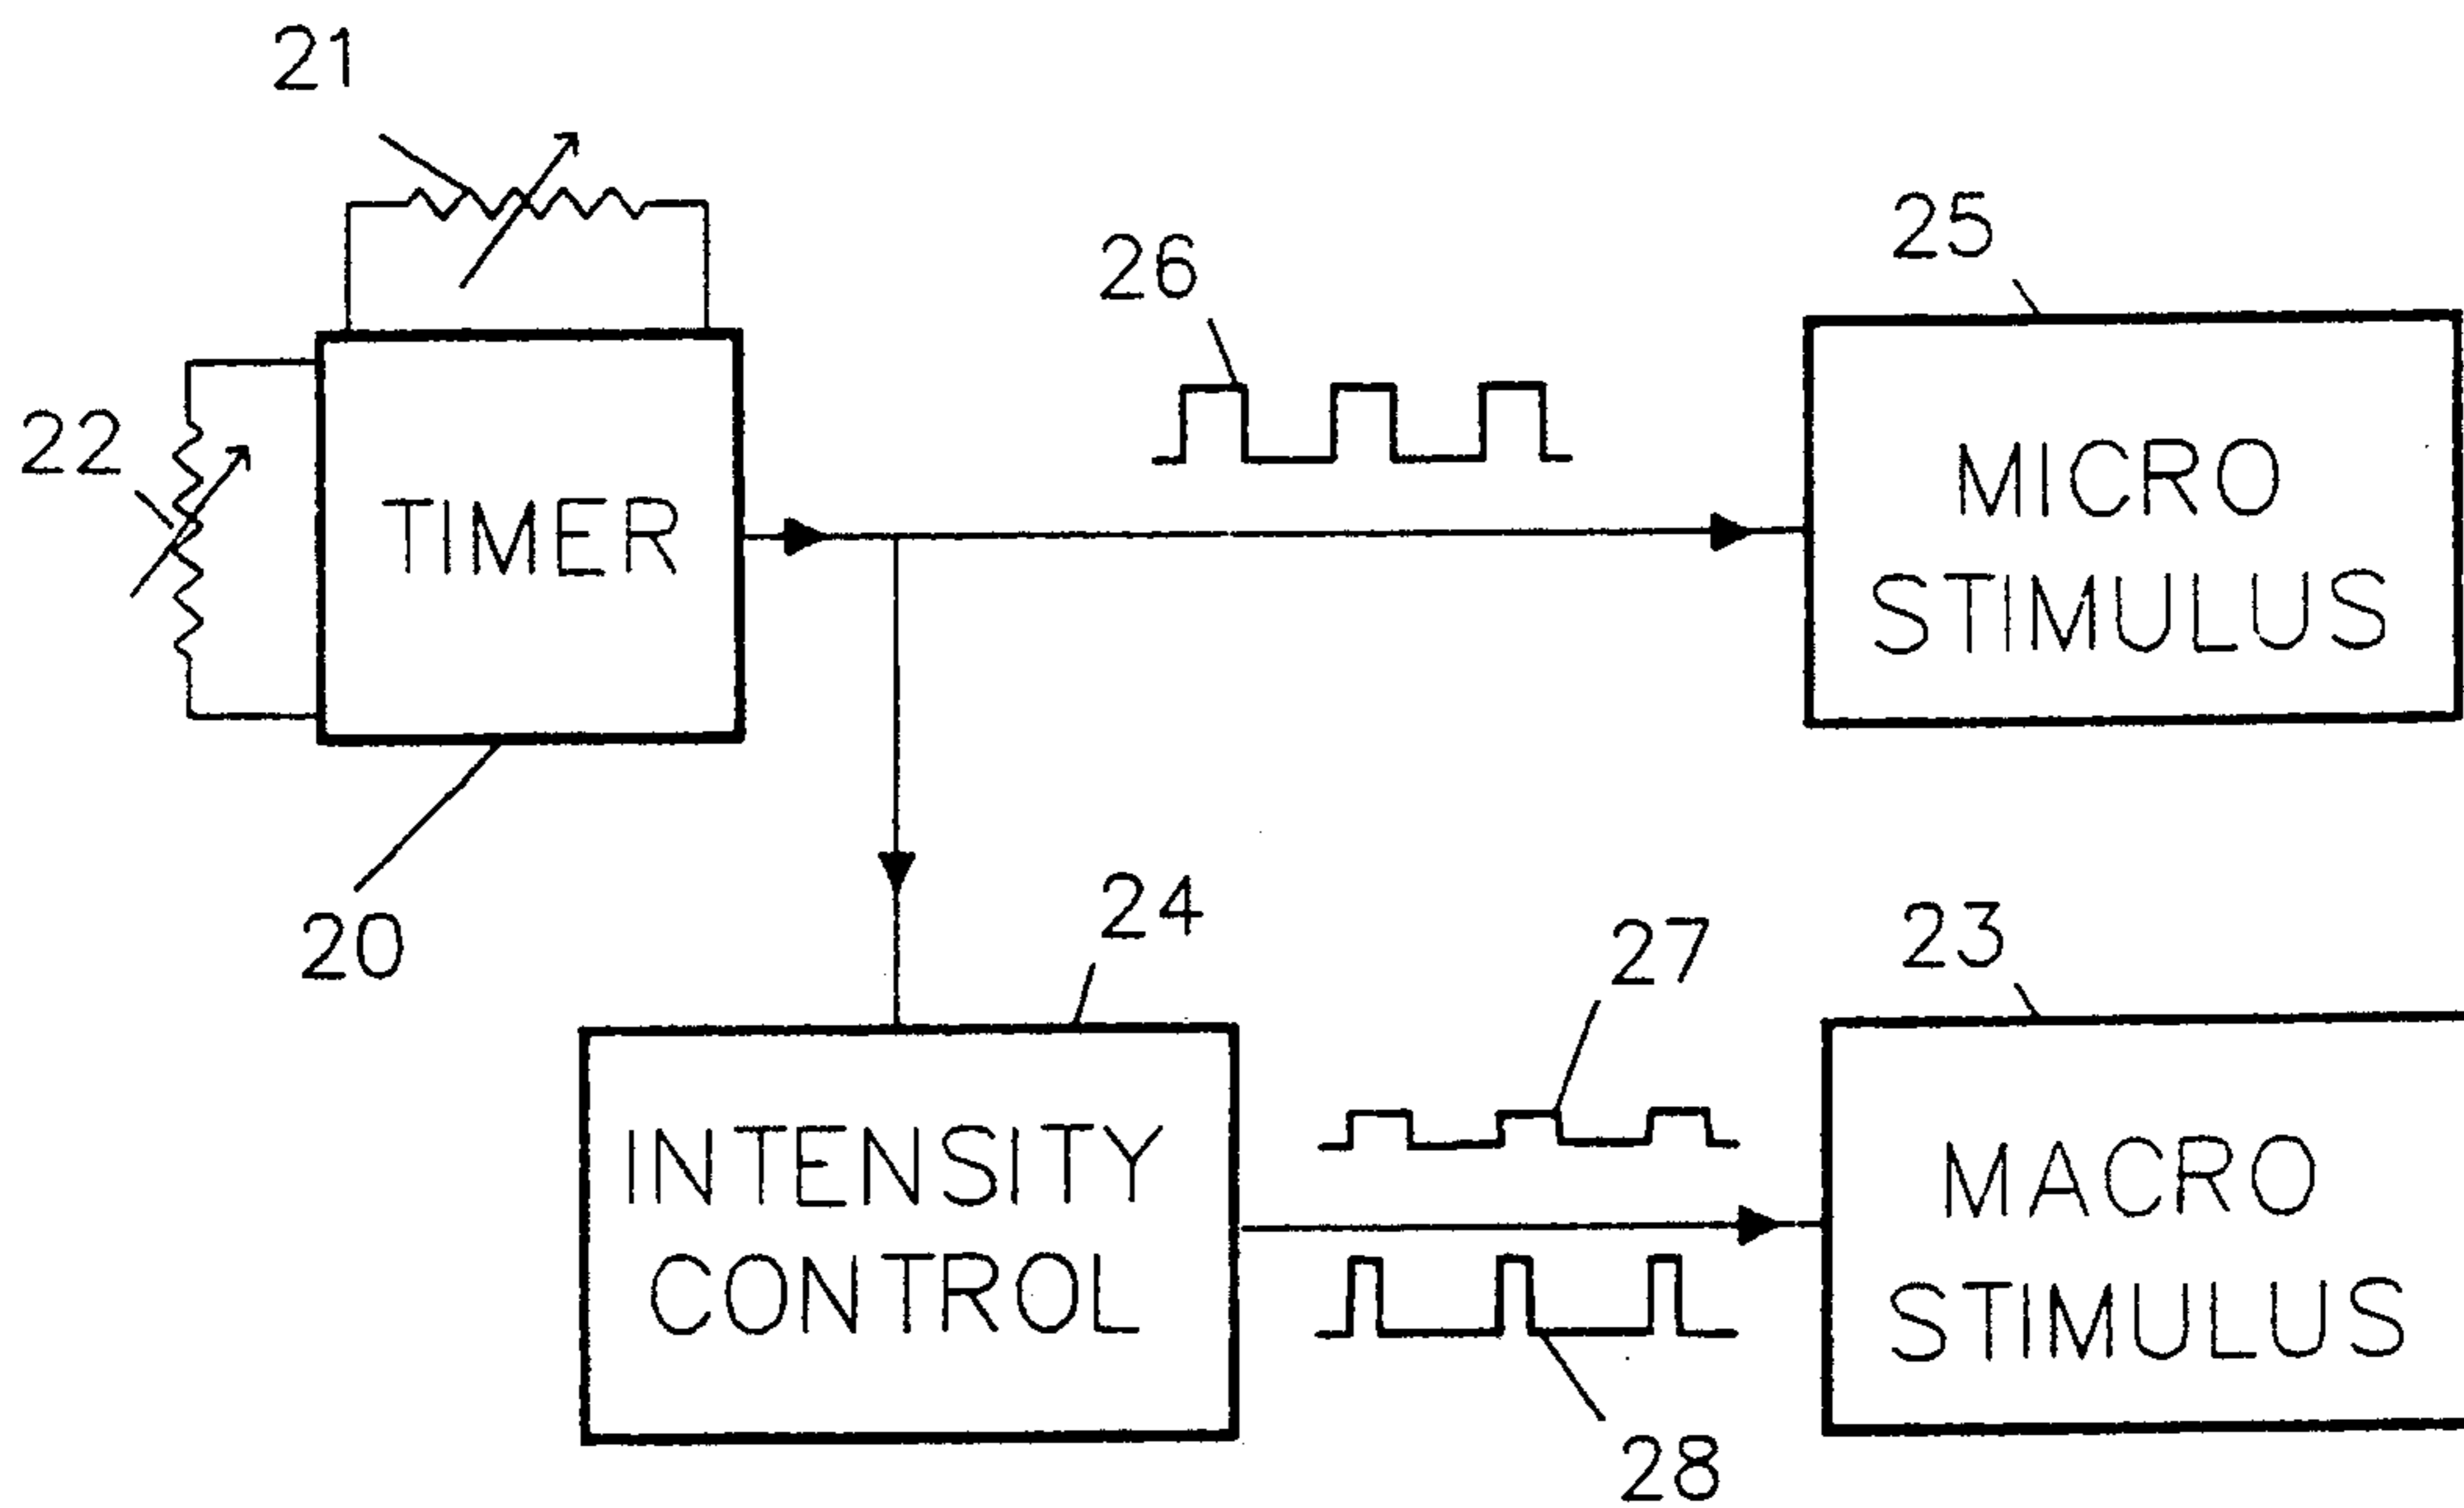 21
26
25
22
TIMER
MICRO
STIMULUS
20
24
27
23
INTENSITY
CONTROL
MACRO
STIMULUS
28